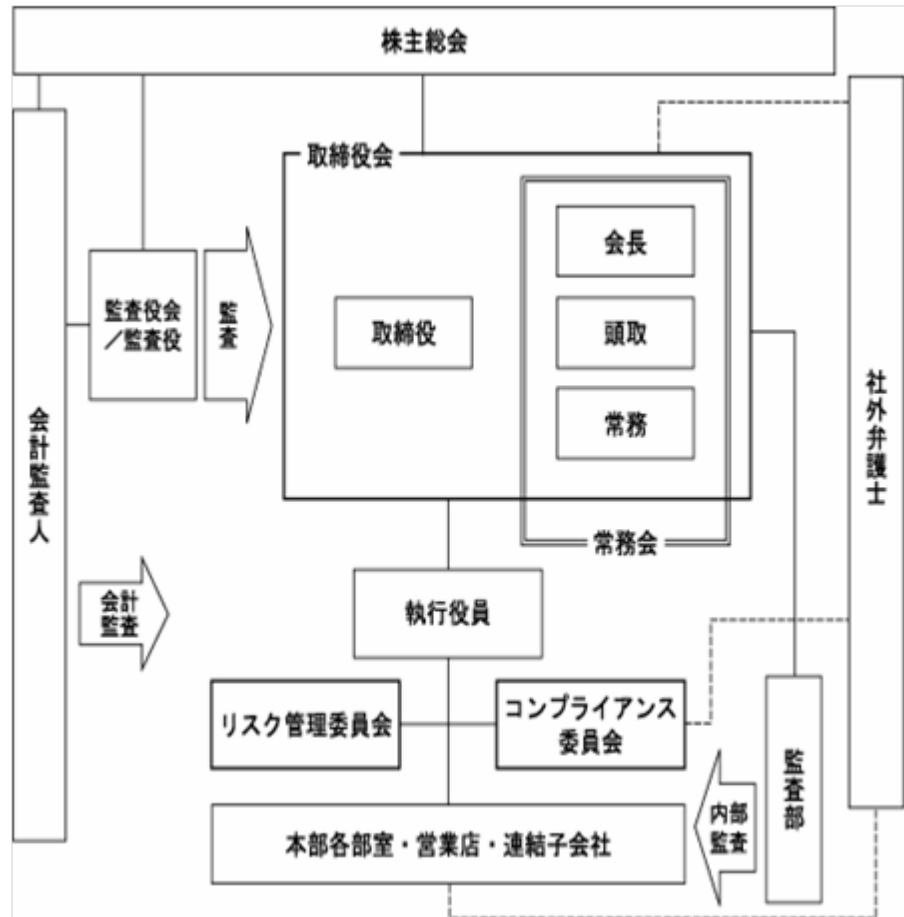 株主総会
取締役会
会長
監査役会
／監査役
監査
取締役
頭取
常務
会計監査人
社外弁護士
常務会
会計
監査
執行役員
リスク管理委員会
コンプライアンス
委員会
監査部
内部
監査
本部各部室・営業店・連結子会社